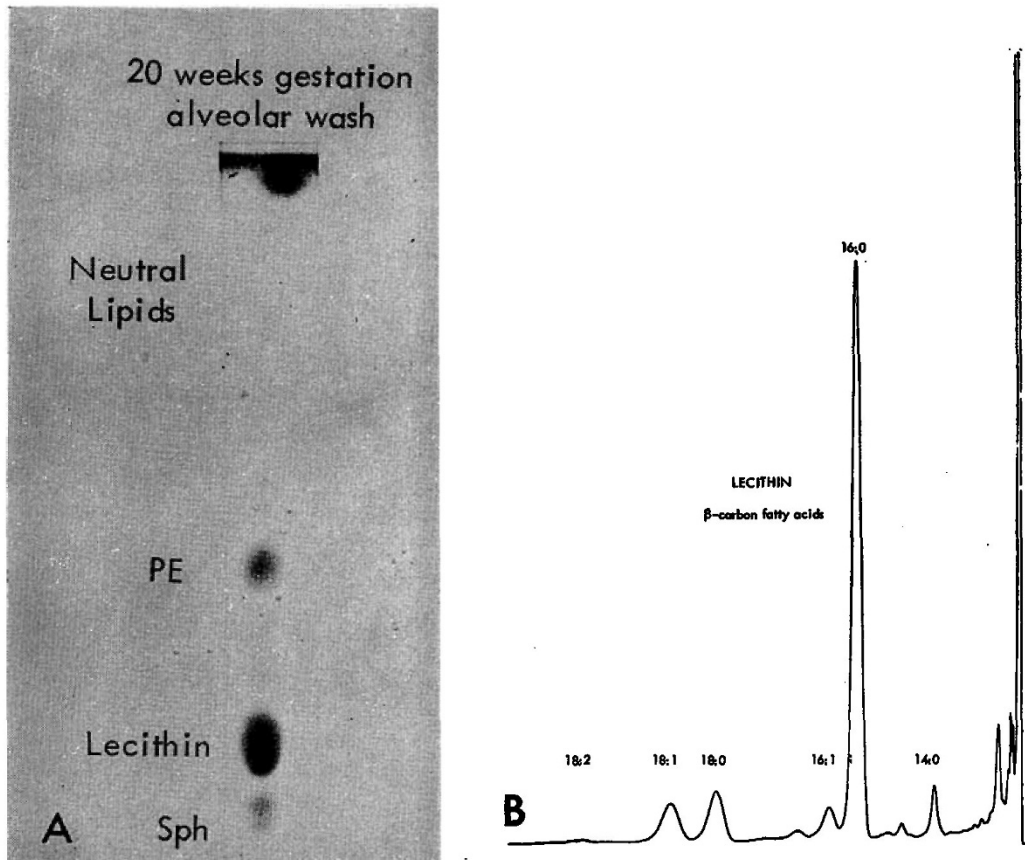 20 weeks gestation
alveolar wash
Neutral
Lipids
PE
Lecithin
Sph
A
16:0
LECITHIN
β-carbon fatty acids
18:2
18:1
18:0
16:1
14:0
B